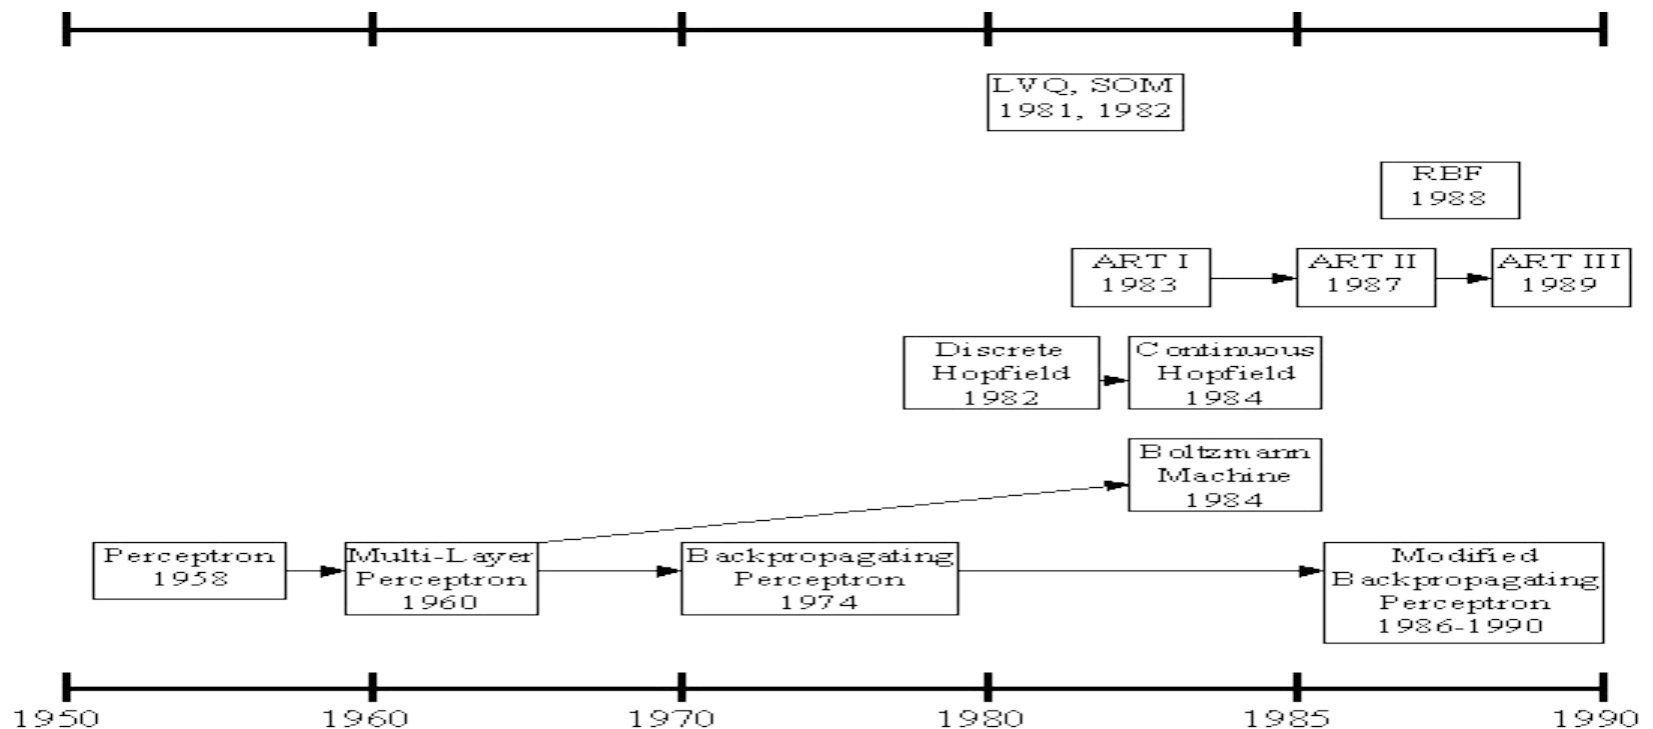 LVQ, SOM
1981, 1982
RBF
1988
ART I
1983
ART II
1987
ART III
1989
Discrete
Hopfield
1982
Continuous
Hopfield
1984
Boltzmann
Machine
1984
Perceptron
1958
Multi-Layer
Perceptron
1960
Backpropagating
Perceptron
1974
Modified
Backpropagating
Perceptron
1986-1990
1950 1960 1970 1980 1985 1990